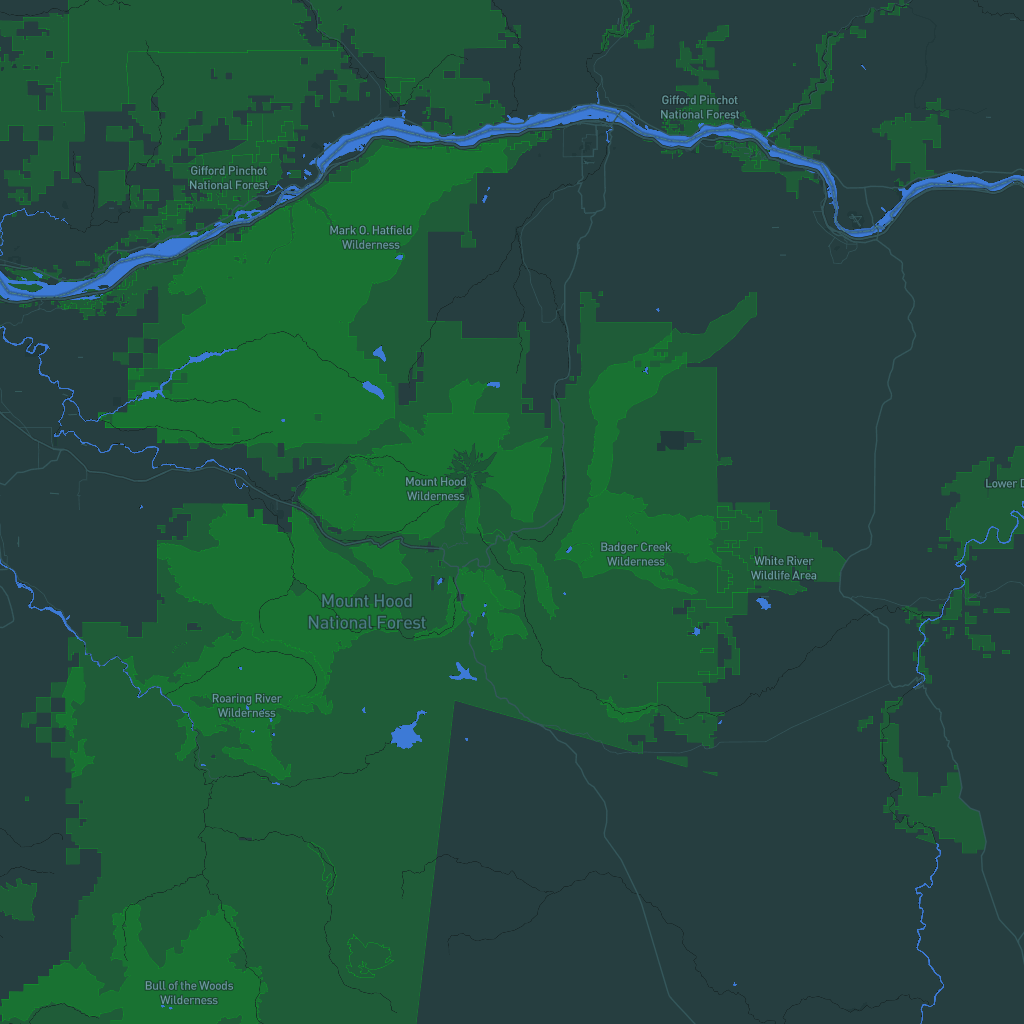 Gifford Pinchot
National Forest
Gifford Pinchot
National Forest
Mark O. Hatfield
Wilderness
Mount Hood
Wilderness
Lower D
Badger Creek
Wilderness
White River
Wildlife Area
Mount Hood
National Forest
Roaring River
Wilderness
Bull of the Woods
Wilderness